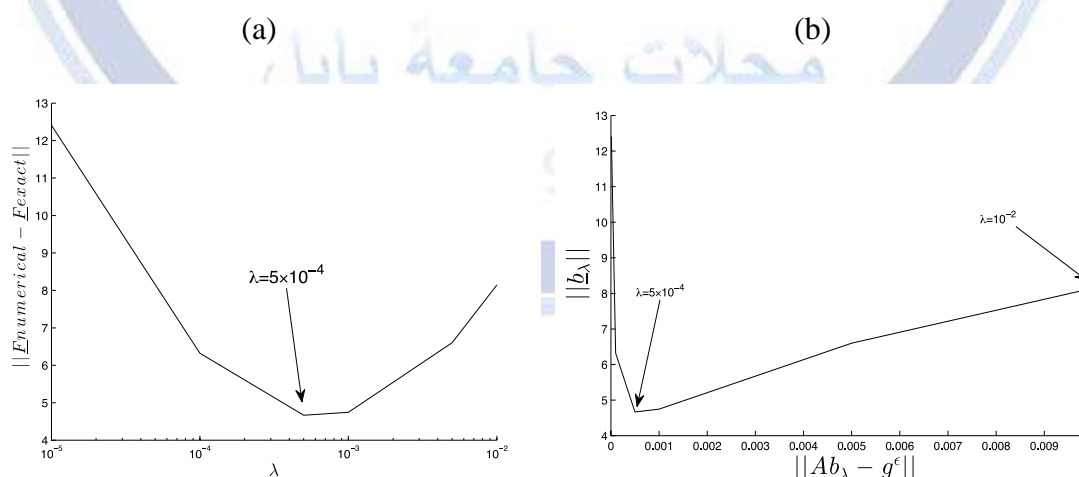 (a) (b)
مجلات جامعة بابل
13
12
11
10
9
8
7
6
5
4
||Fnumerical − Fexact||
λ=5×10⁻⁴
10⁻⁵ 10⁻⁴ 10⁻³ 10⁻²
λ
13
12
11
10
9
8
7
6
5
4
||b_λ||
λ=10⁻²
λ=5×10⁻⁴
0 0.001 0.002 0.003 0.004 0.005 0.006 0.007 0.008 0.009
||Ab_λ − g^ϵ||